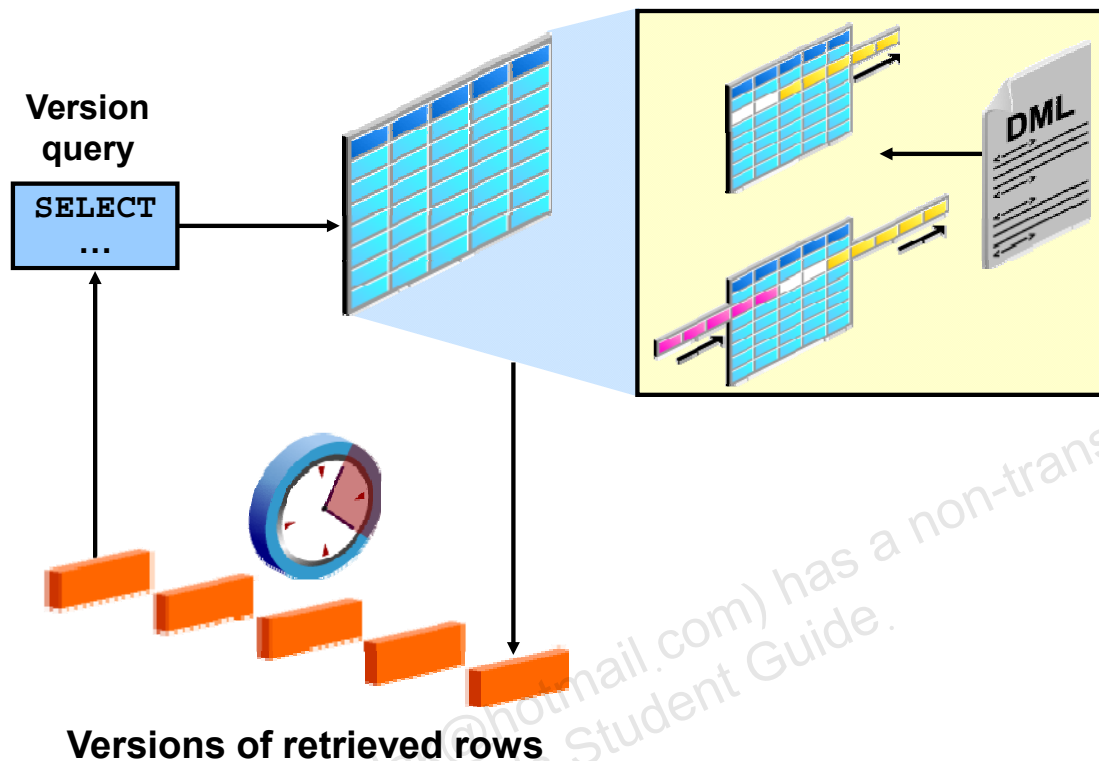 Version
query
SELECT
...
DML
has a non-trans
@hotmail.com)
Student Guide.
Versions of retrieved rows